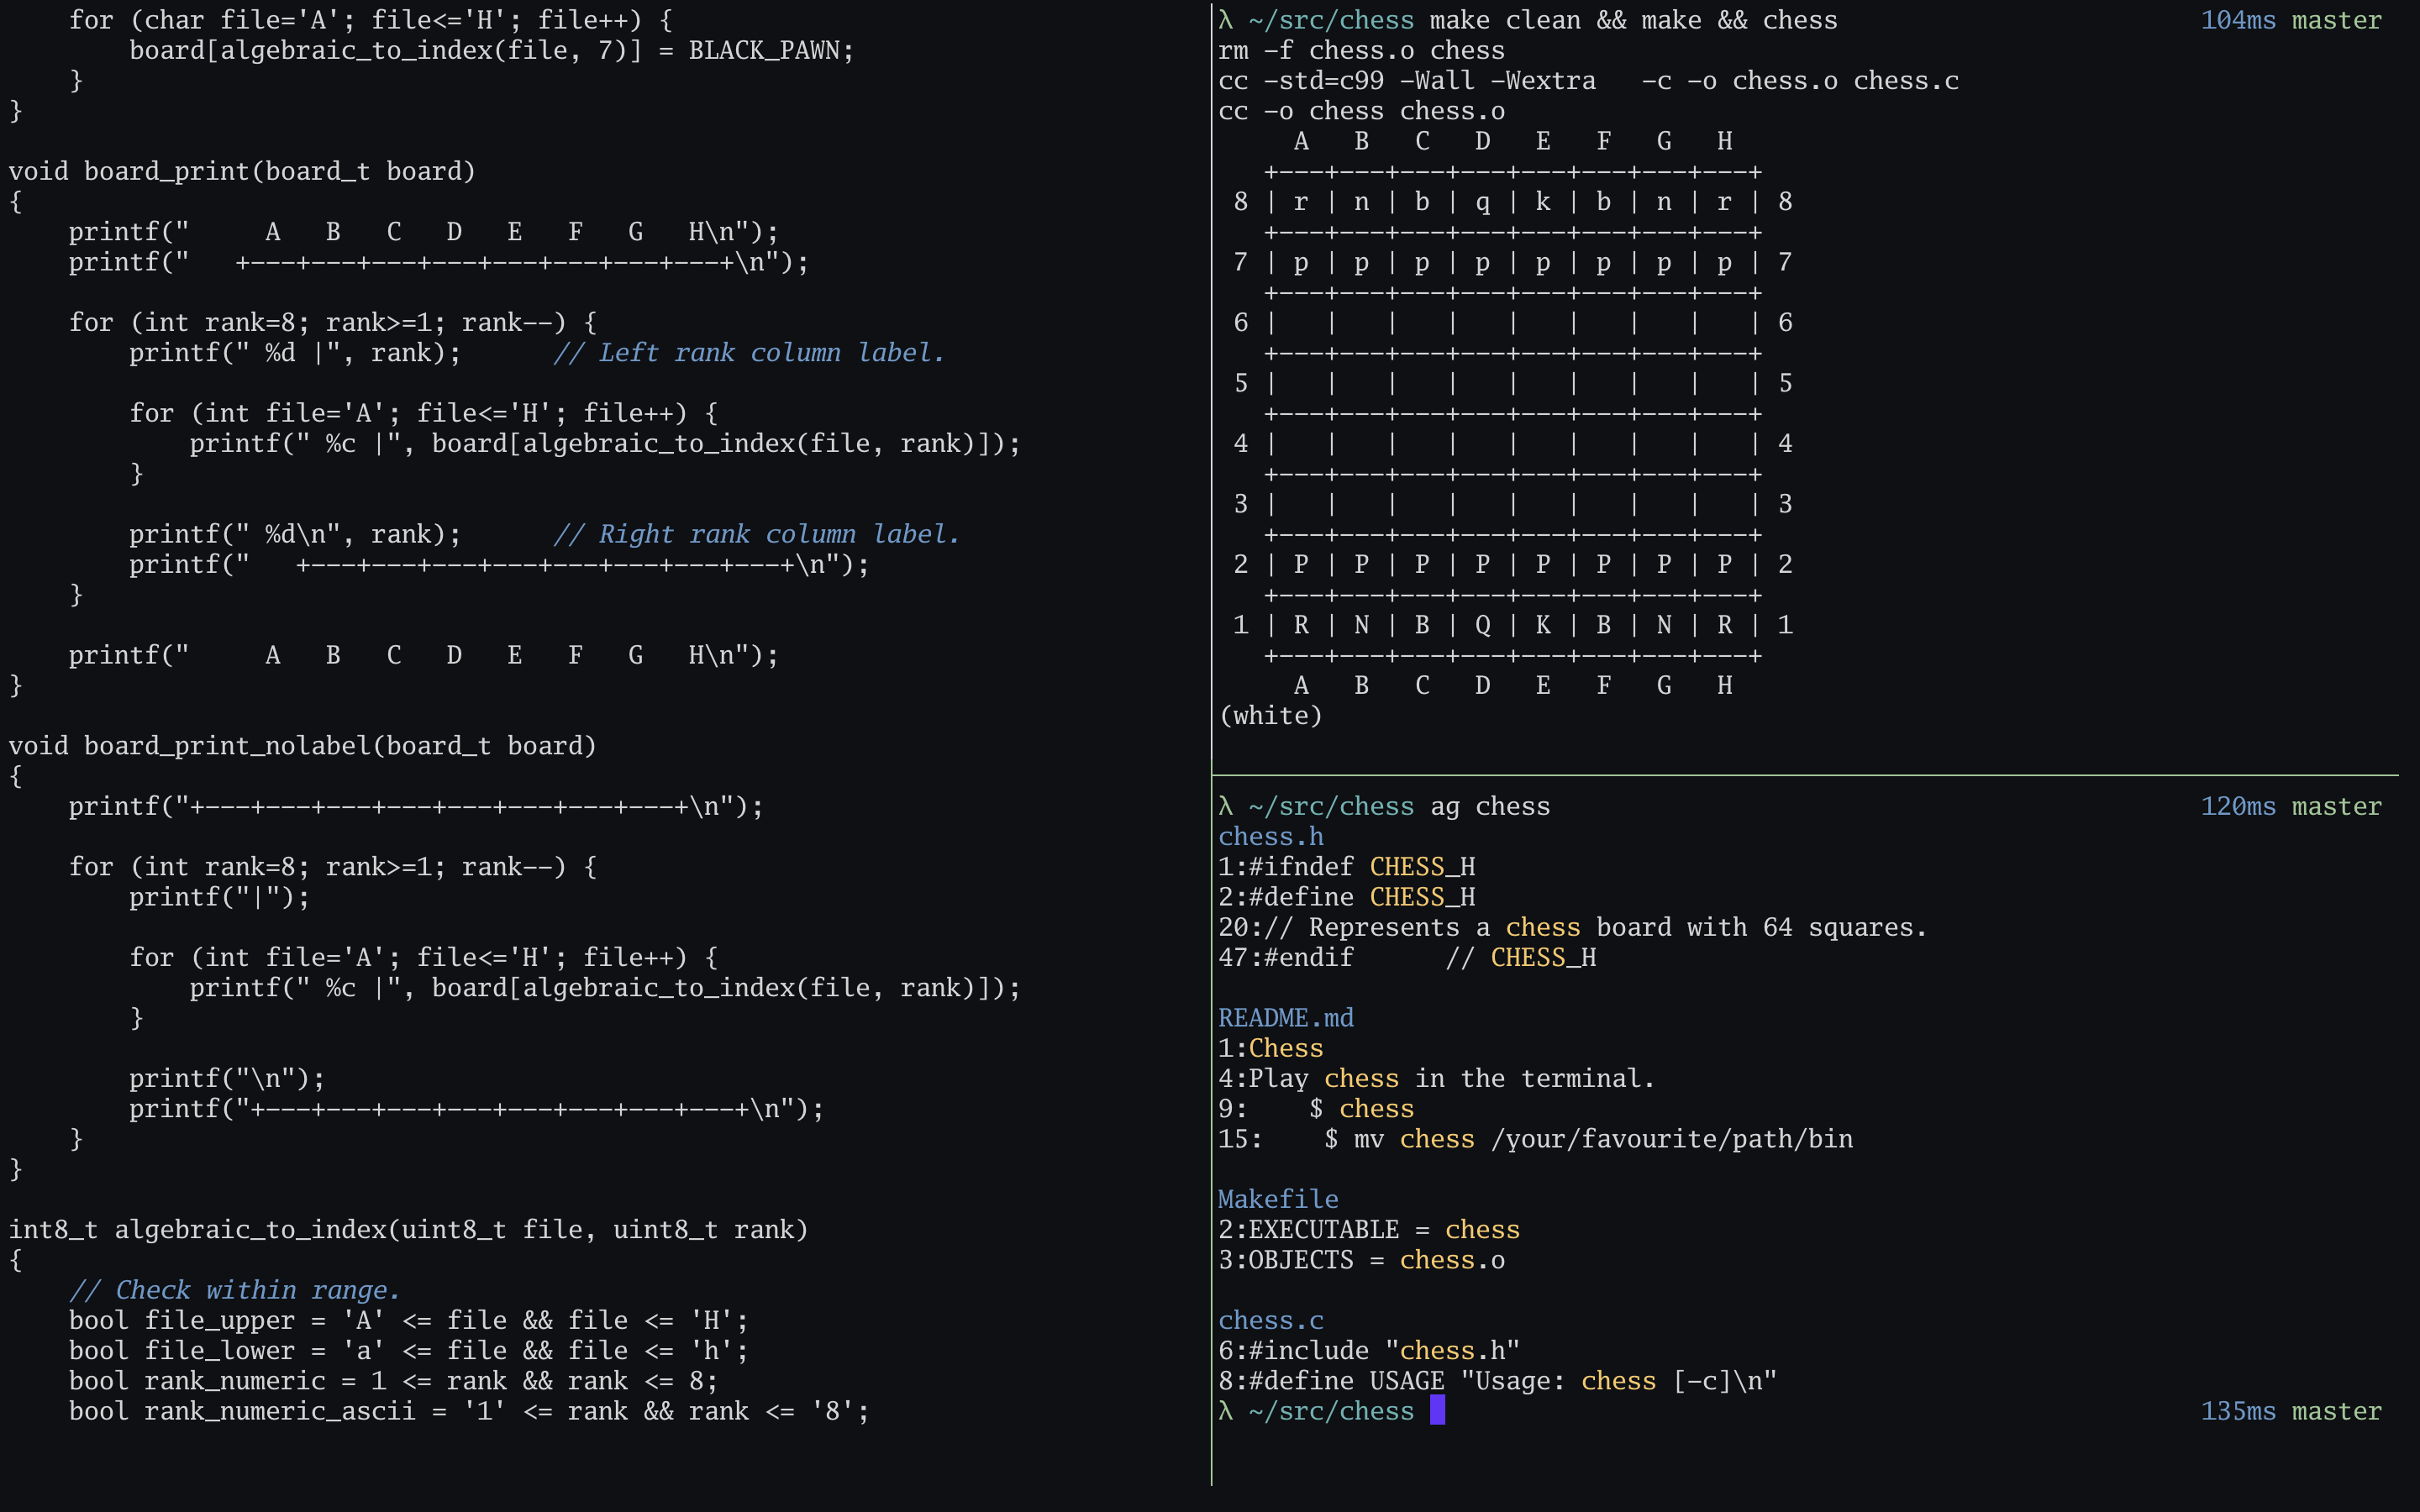 for (char file='A'; file<='H'; file++) {
        board[algebraic_to_index(file, 7)] = BLACK_PAWN;
    }
}

void board_print(board_t board)
{
    printf("     A   B   C   D   E   F   G   H\n");
    printf("   +---+---+---+---+---+---+---+---+\n");

    for (int rank=8; rank>=1; rank--) {
        printf(" %d |", rank);      // Left rank column label.

        for (int file='A'; file<='H'; file++) {
            printf(" %c |", board[algebraic_to_index(file, rank)]);
        }

        printf(" %d\n", rank);      // Right rank column label.
        printf("   +---+---+---+---+---+---+---+---+\n");
    }

    printf("     A   B   C   D   E   F   G   H\n");
}

void board_print_nolabel(board_t board)
{
    printf("+---+---+---+---+---+---+---+---+\n");

    for (int rank=8; rank>=1; rank--) {
        printf("|");

        for (int file='A'; file<='H'; file++) {
            printf(" %c |", board[algebraic_to_index(file, rank)]);
        }

        printf("\n");
        printf("+---+---+---+---+---+---+---+---+\n");
    }
}

int8_t algebraic_to_index(uint8_t file, uint8_t rank)
{
    // Check within range.
    bool file_upper = 'A' <= file && file <= 'H';
    bool file_lower = 'a' <= file && file <= 'h';
    bool rank_numeric = 1 <= rank && rank <= 8;
    bool rank_numeric_ascii = '1' <= rank && rank <= '8';
λ ~/src/chess make clean && make && chess 104ms master
rm -f chess.o chess
cc -std=c99 -Wall -Wextra   -c -o chess.o chess.c
cc -o chess chess.o
     A   B   C   D   E   F   G   H
   +---+---+---+---+---+---+---+---+
 8 | r | n | b | q | k | b | n | r | 8
   +---+---+---+---+---+---+---+---+
 7 | p | p | p | p | p | p | p | p | 7
   +---+---+---+---+---+---+---+---+
 6 |   |   |   |   |   |   |   |   | 6
   +---+---+---+---+---+---+---+---+
 5 |   |   |   |   |   |   |   |   | 5
   +---+---+---+---+---+---+---+---+
 4 |   |   |   |   |   |   |   |   | 4
   +---+---+---+---+---+---+---+---+
 3 |   |   |   |   |   |   |   |   | 3
   +---+---+---+---+---+---+---+---+
 2 | P | P | P | P | P | P | P | P | 2
   +---+---+---+---+---+---+---+---+
 1 | R | N | B | Q | K | B | N | R | 1
   +---+---+---+---+---+---+---+---+
     A   B   C   D   E   F   G   H
(white)
λ ~/src/chess ag chess 120ms master
chess.h
1:#ifndef CHESS_H
2:#define CHESS_H
20:// Represents a chess board with 64 squares.
47:#endif      // CHESS_H

README.md
1:Chess
4:Play chess in the terminal.
9:    $ chess
15:    $ mv chess /your/favourite/path/bin

Makefile
2:EXECUTABLE = chess
3:OBJECTS = chess.o

chess.c
6:#include "chess.h"
8:#define USAGE "Usage: chess [-c]\n"
λ ~/src/chess 135ms master